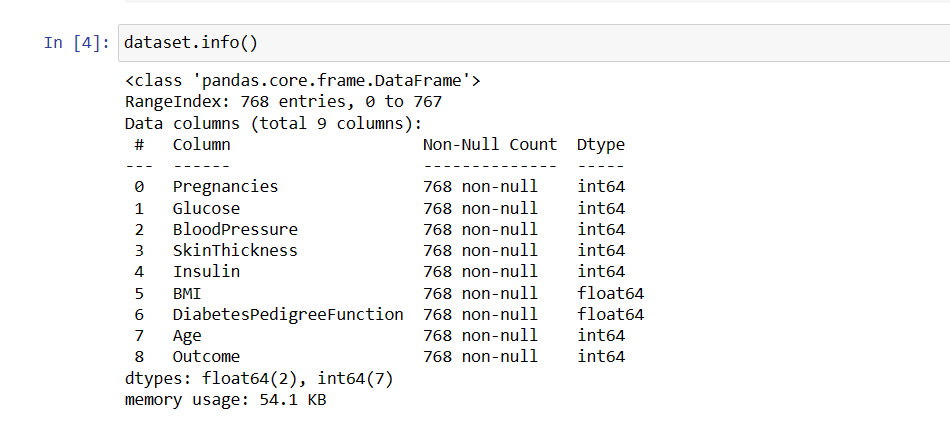 In [4]: dataset.info()
<class 'pandas.core.frame.DataFrame'>
RangeIndex: 768 entries, 0 to 767
Data columns (total 9 columns):
 #   Column                    Non-Null Count  Dtype
---  ------                    --------------  -----
 0   Pregnancies               768 non-null    int64
 1   Glucose                   768 non-null    int64
 2   BloodPressure             768 non-null    int64
 3   SkinThickness             768 non-null    int64
 4   Insulin                   768 non-null    int64
 5   BMI                       768 non-null    float64
 6   DiabetesPedigreeFunction  768 non-null    float64
 7   Age                       768 non-null    int64
 8   Outcome                   768 non-null    int64
dtypes: float64(2), int64(7)
memory usage: 54.1 KB